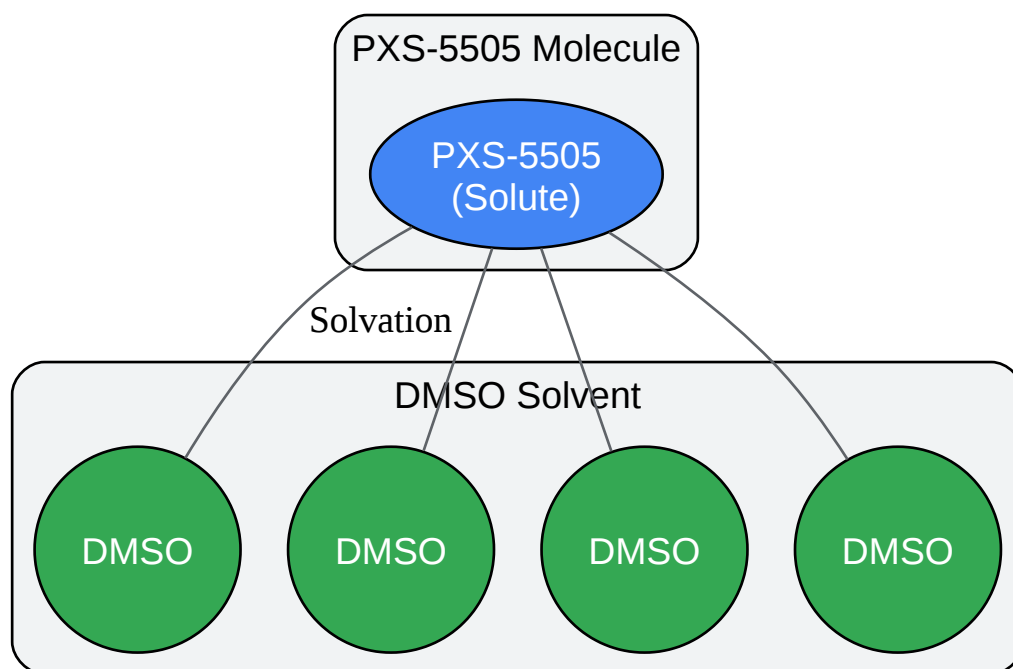 PXS-5505 Molecule
PXS-5505
(Solute)
Solvation
DMSO Solvent
DMSO
DMSO
DMSO
DMSO